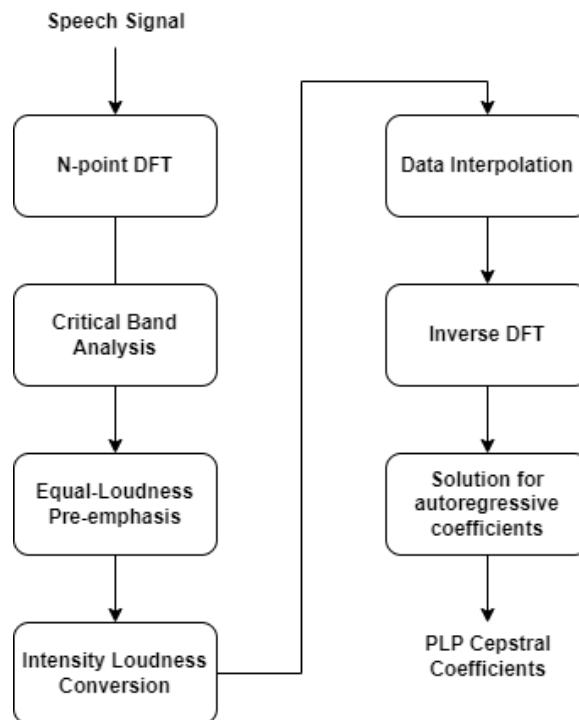 Speech Signal
N-point DFT
Critical Band
Analysis
Equal-Loudness
Pre-emphasis
Intensity Loudness
Conversion
Data Interpolation
Inverse DFT
Solution for
autoregressive
coefficients
PLP Cepstral
Coefficients